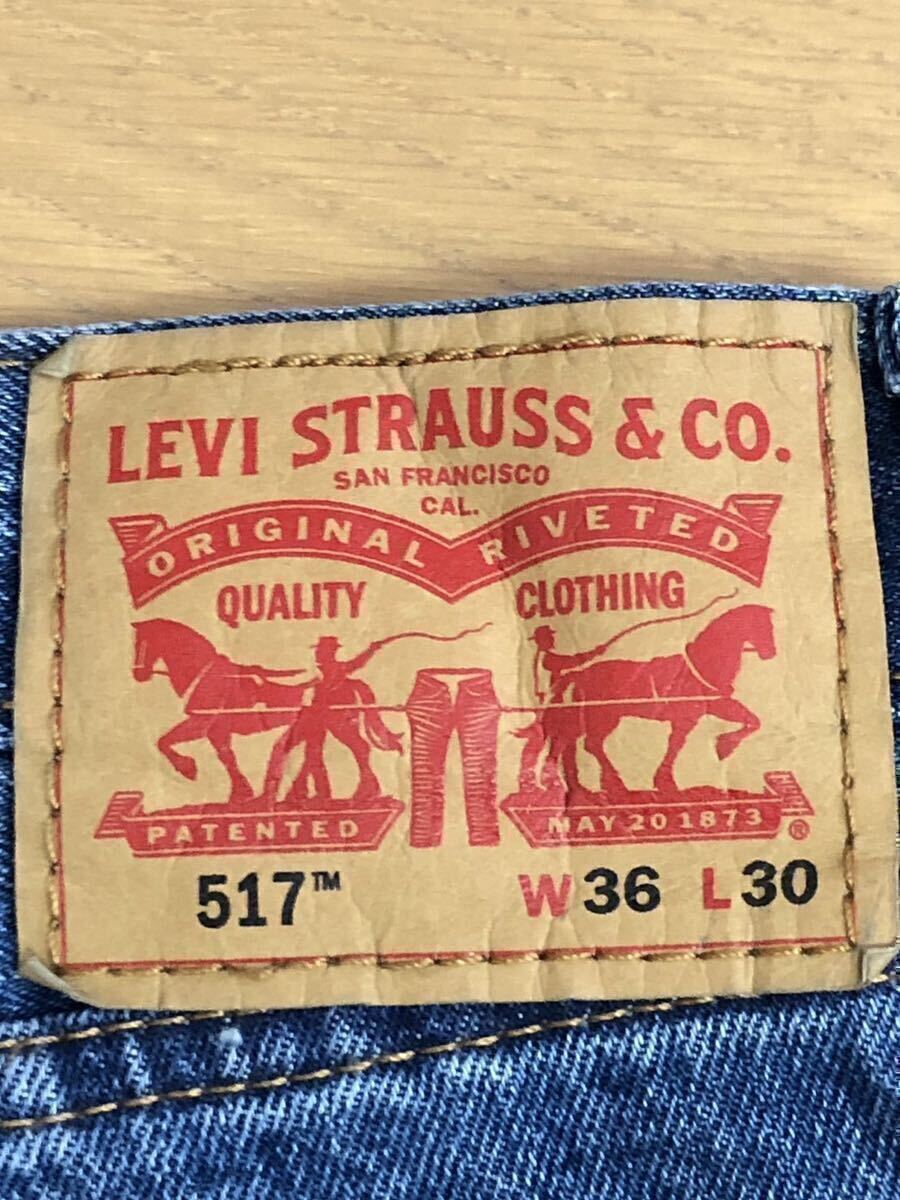 LEVI STRAUSS & CO.
SAN FRANCISCO
CAL.
ORIGINAL RIVETED
QUALITY CLOTHING
PATENTED MAY 20 1873 ®
517™ W36 L30